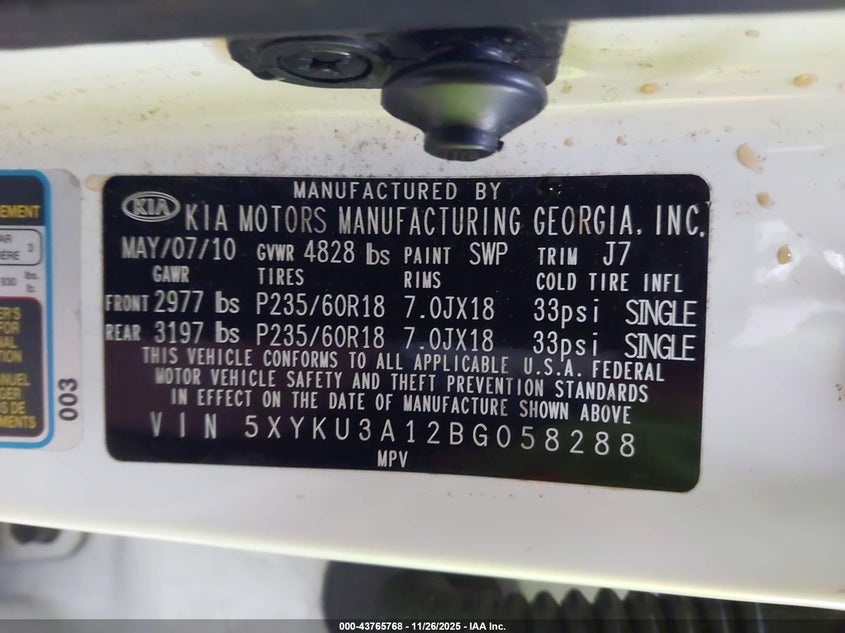 MANUFACTURED BY
KIA KIA MOTORS MANUFACTURING GEORGIA, INC.
MAY/07/10 GVWR 4828 lbs PAINT SWP TRIM J7
GAWR TIRES RIMS COLD TIRE INFL
FRONT 2977 lbs P235/60R18 7.0JX18 33psi SINGLE
REAR 3197 lbs P235/60R18 7.0JX18 33psi SINGLE
THIS VEHICLE CONFORMS TO ALL APPLICABLE U.S.A. FEDERAL
MOTOR VEHICLE SAFETY AND THEFT PREVENTION STANDARDS
IN EFFECT ON THE DATE OF MANUFACTURE SHOWN ABOVE
VIN 5XYKU3A12BG058288
MPV
003
000-43765768 - 11/26/2025 - IAA Inc.